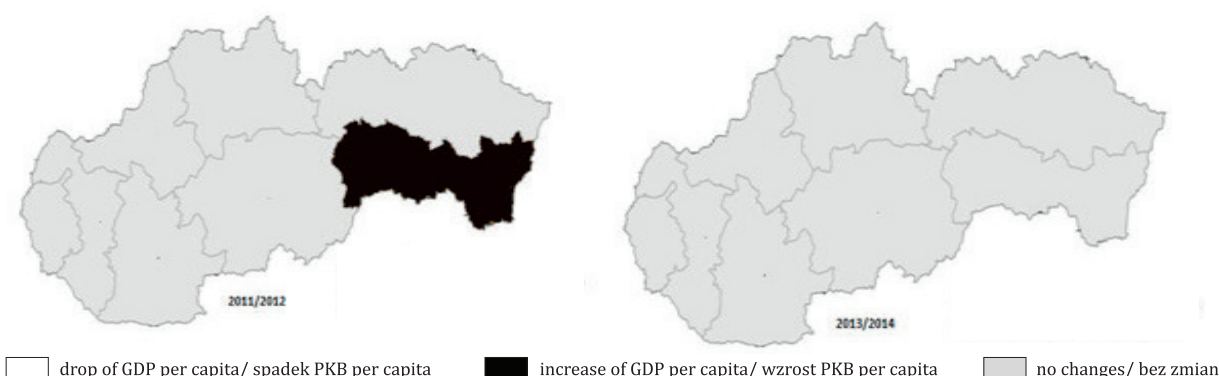 2011/2012
2013/2014
drop of GDP per capita/ spadek PKB per capita
increase of GDP per capita/ wzrost PKB per capita
no changes/ bez zmian